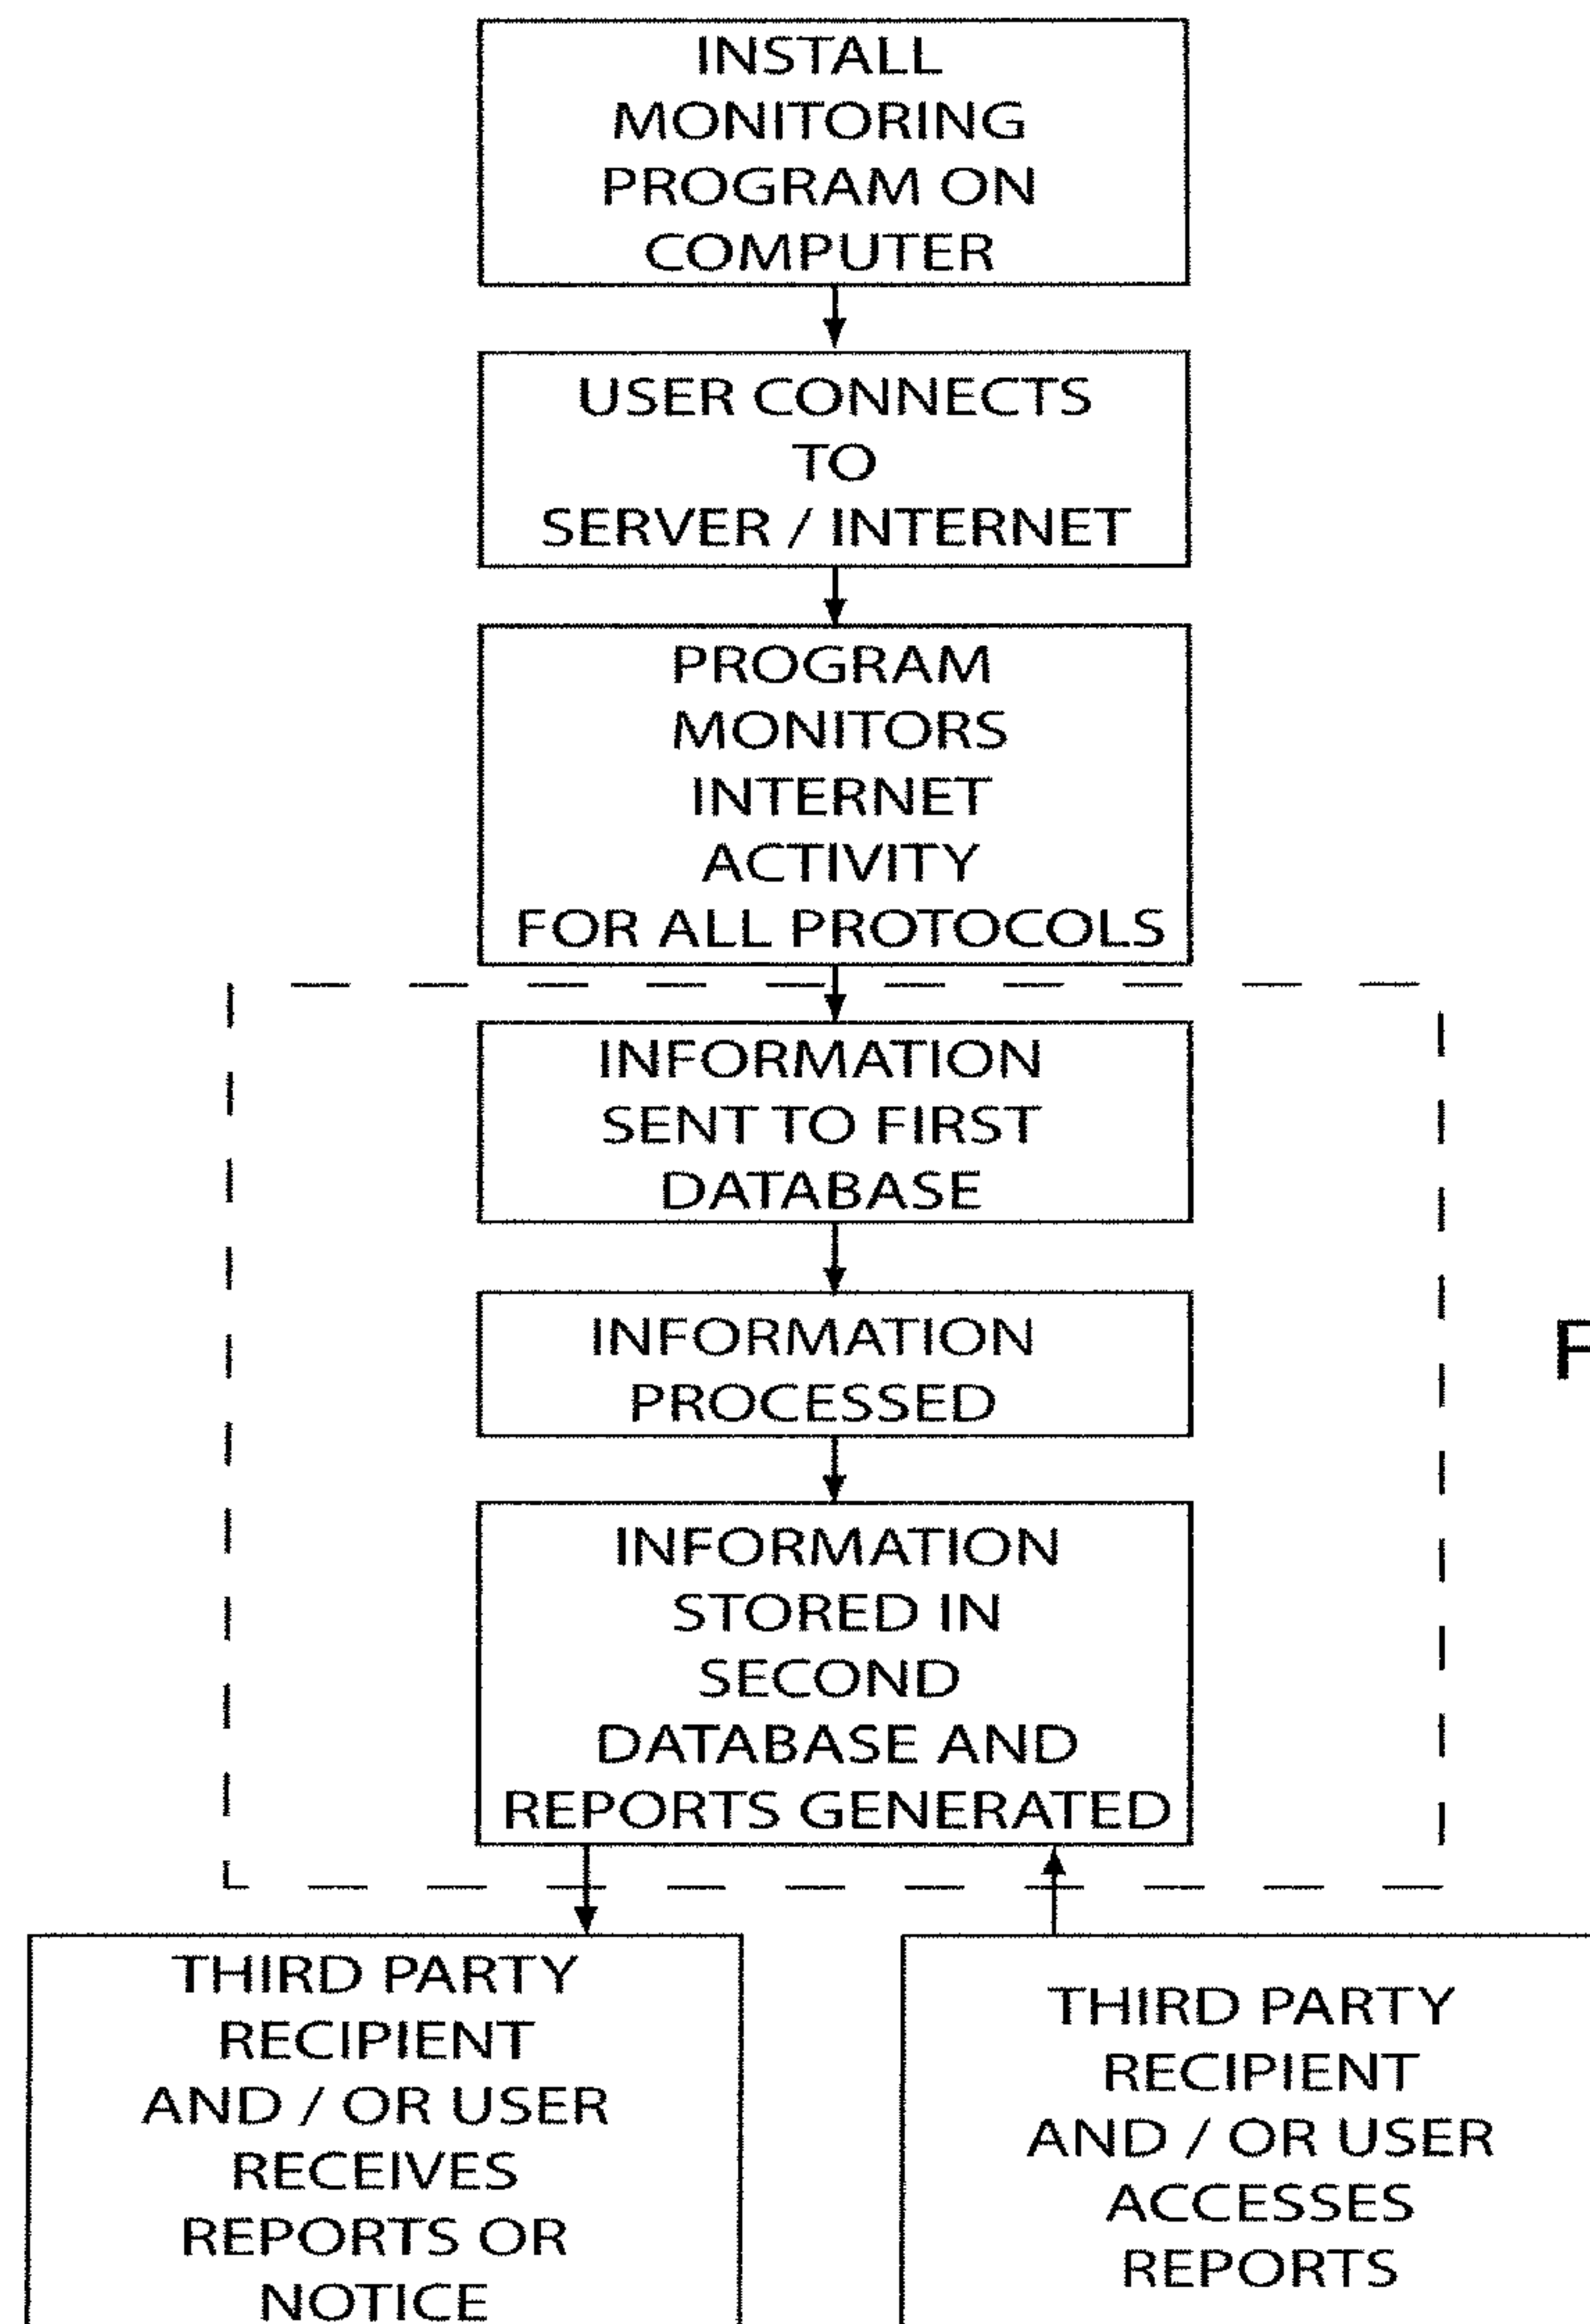 INSTALL
MONITORING
PROGRAM ON
COMPUTER
USER CONNECTS
TO
SERVER / INTERNET
PROGRAM
MONITORS
INTERNET
ACTIVITY
FOR ALL PROTOCOLS
INFORMATION
SENT TO FIRST
DATABASE
INFORMATION
PROCESSED
INFORMATION
STORED IN
SECOND
DATABASE AND
REPORTS GENERATED
THIRD PARTY
RECIPIENT
AND / OR USER
RECEIVES
REPORTS OR
NOTICE
THIRD PARTY
RECIPIENT
AND / OR USER
ACCESSES
REPORTS